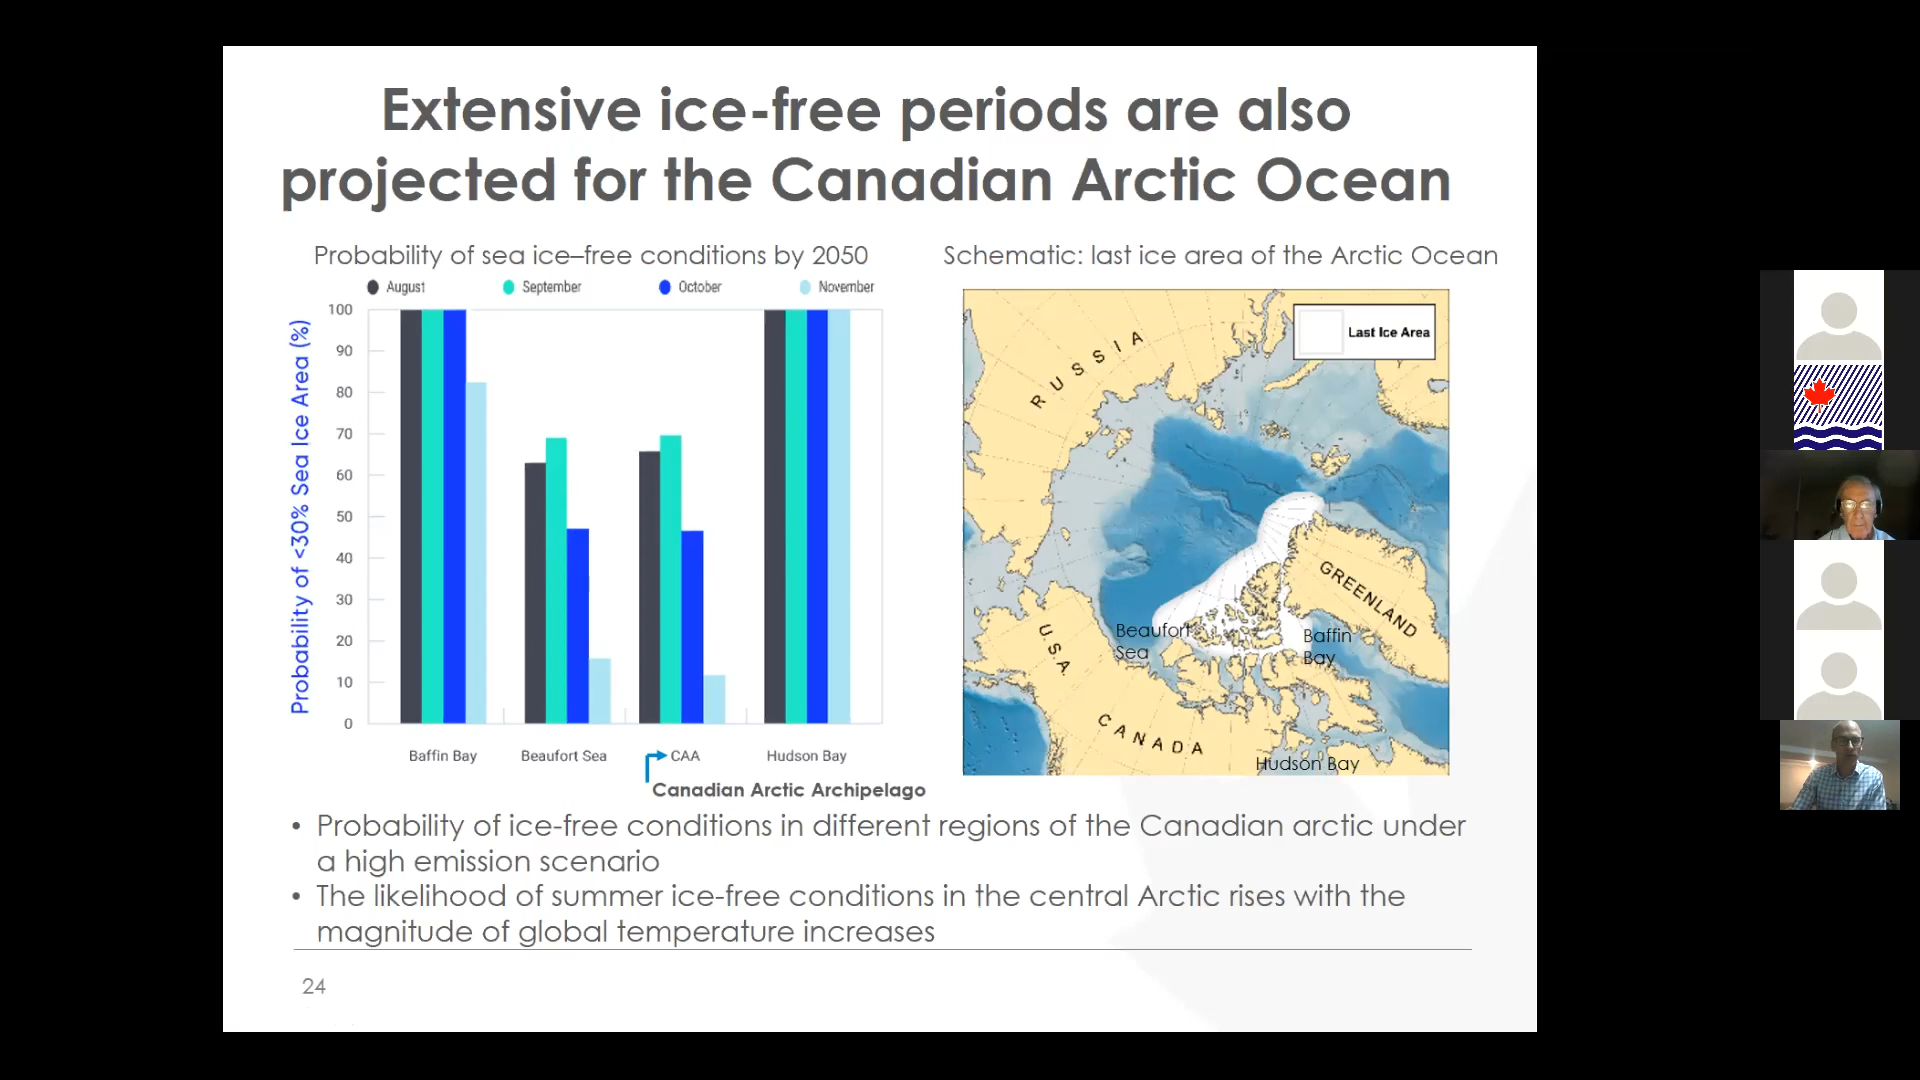 Extensive ice-free periods are also
projected for the Canadian Arctic Ocean
Probability of sea ice–free conditions by 2050
August
September
October
November
Probability of <30% Sea Ice Area (%)
100
90
80
70
60
50
40
30
20
10
0
Baffin Bay
Beaufort Sea
CAA
Hudson Bay
Canadian Arctic Archipelago
Schematic: last ice area of the Arctic Ocean
Last Ice Area
RUSSIA
GREENLAND
Beaufort
Sea
Baffin
Bay
U.S.A.
CANADA
Hudson Bay
• Probability of ice-free conditions in different regions of the Canadian arctic under
a high emission scenario
• The likelihood of summer ice-free conditions in the central Arctic rises with the
magnitude of global temperature increases
24